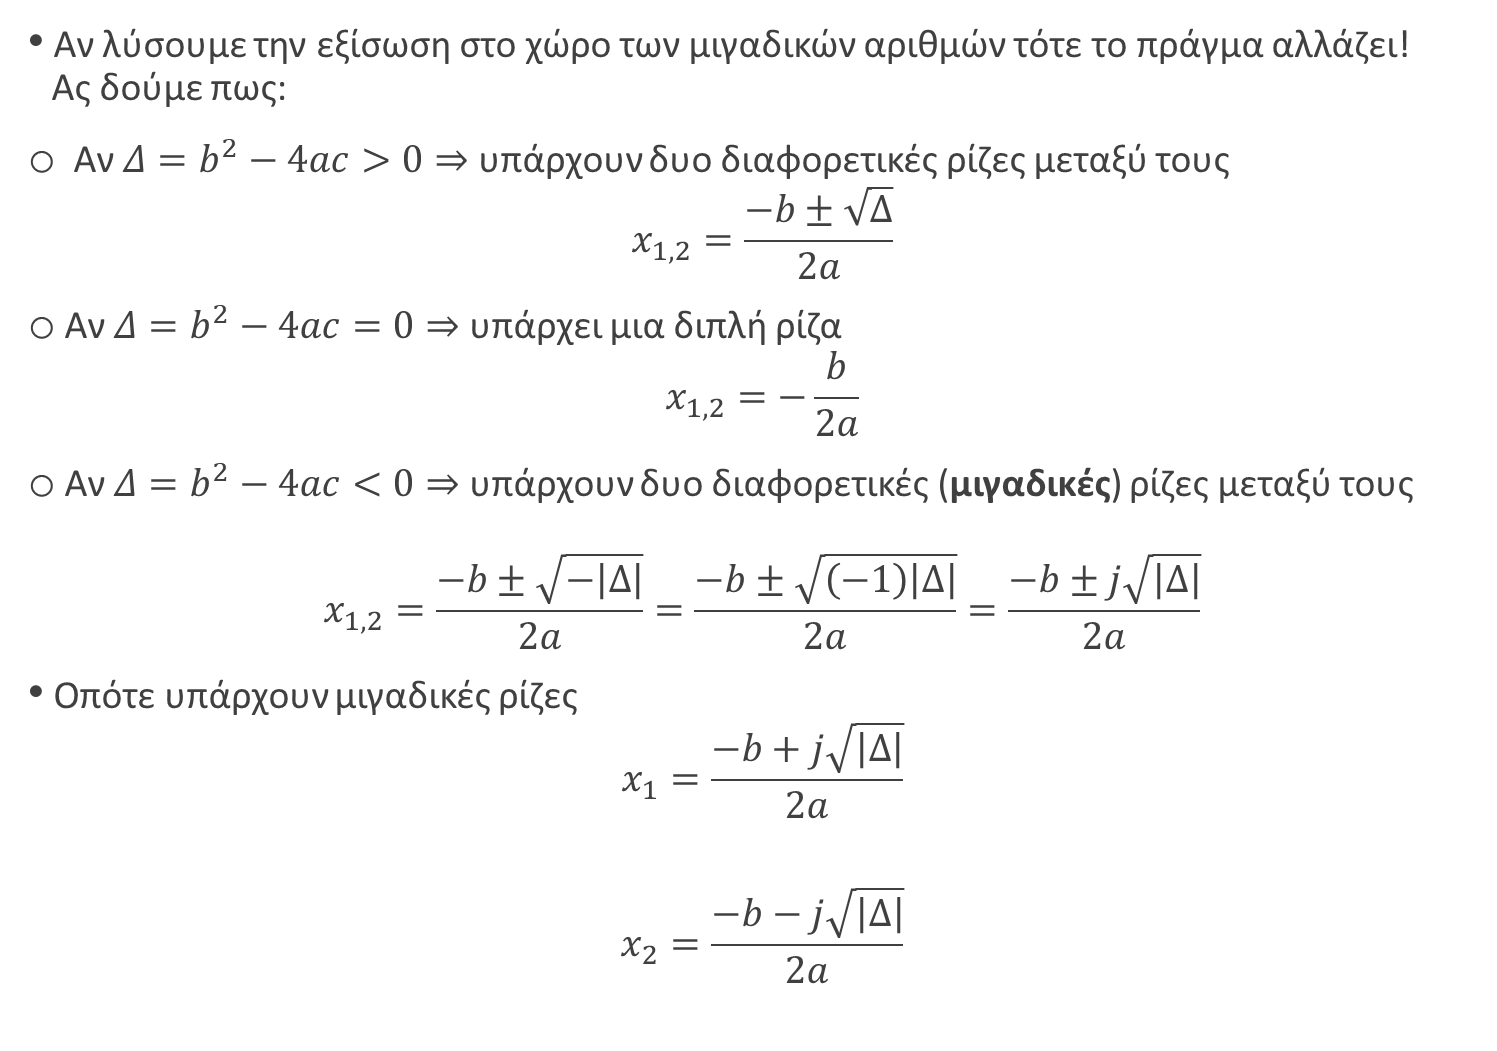 • Αν λύσουμε την εξίσωση στο χώρο των μιγαδικών αριθμών τότε το πράγμα αλλάζει!
Ας δούμε πως:
○ Αν Δ = b² − 4ac > 0 ⇒ υπάρχουν δυο διαφορετικές ρίζες μεταξύ τους
x₁,₂ = (−b ± √Δ) / 2a
○ Αν Δ = b² − 4ac = 0 ⇒ υπάρχει μια διπλή ρίζα
x₁,₂ = − b / 2a
○ Αν Δ = b² − 4ac < 0 ⇒ υπάρχουν δυο διαφορετικές (μιγαδικές) ρίζες μεταξύ τους
x₁,₂ = (−b ± √(−|Δ|)) / 2a = (−b ± √((−1)|Δ|)) / 2a = (−b ± j√|Δ|) / 2a
• Οπότε υπάρχουν μιγαδικές ρίζες
x₁ = (−b + j√|Δ|) / 2a
x₂ = (−b − j√|Δ|) / 2a